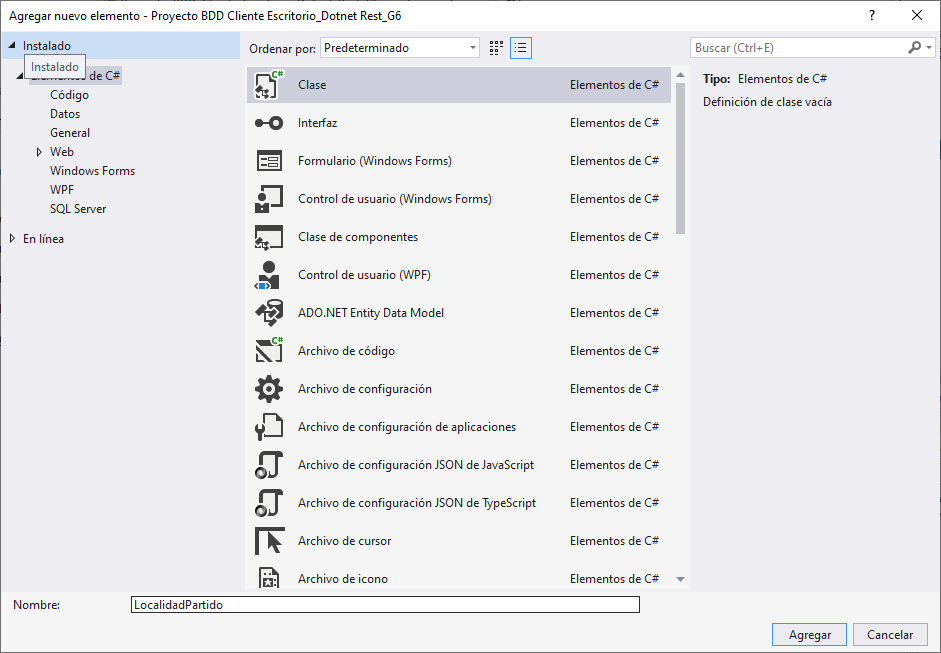 Agregar nuevo elemento - Proyecto BDD Cliente Escritorio_Dotnet Rest_G6
Instalado
Ordenar por: Predeterminado
Buscar (Ctrl+E)
Instalado
de C#
Código
Datos
General
Web
Windows Forms
WPF
SQL Server
En línea
C# Clase Elementos de C#
Interfaz Elementos de C#
Formulario (Windows Forms) Elementos de C#
Control de usuario (Windows Forms) Elementos de C#
Clase de componentes Elementos de C#
Control de usuario (WPF) Elementos de C#
ADO.NET Entity Data Model Elementos de C#
C# Archivo de código Elementos de C#
Archivo de configuración Elementos de C#
Archivo de configuración de aplicaciones Elementos de C#
Archivo de configuración JSON de JavaScript Elementos de C#
Archivo de configuración JSON de TypeScript Elementos de C#
Archivo de cursor Elementos de C#
Archivo de icono Elementos de C#
Tipo: Elementos de C#
Definición de clase vacía
Nombre: LocalidadPartido
Agregar Cancelar